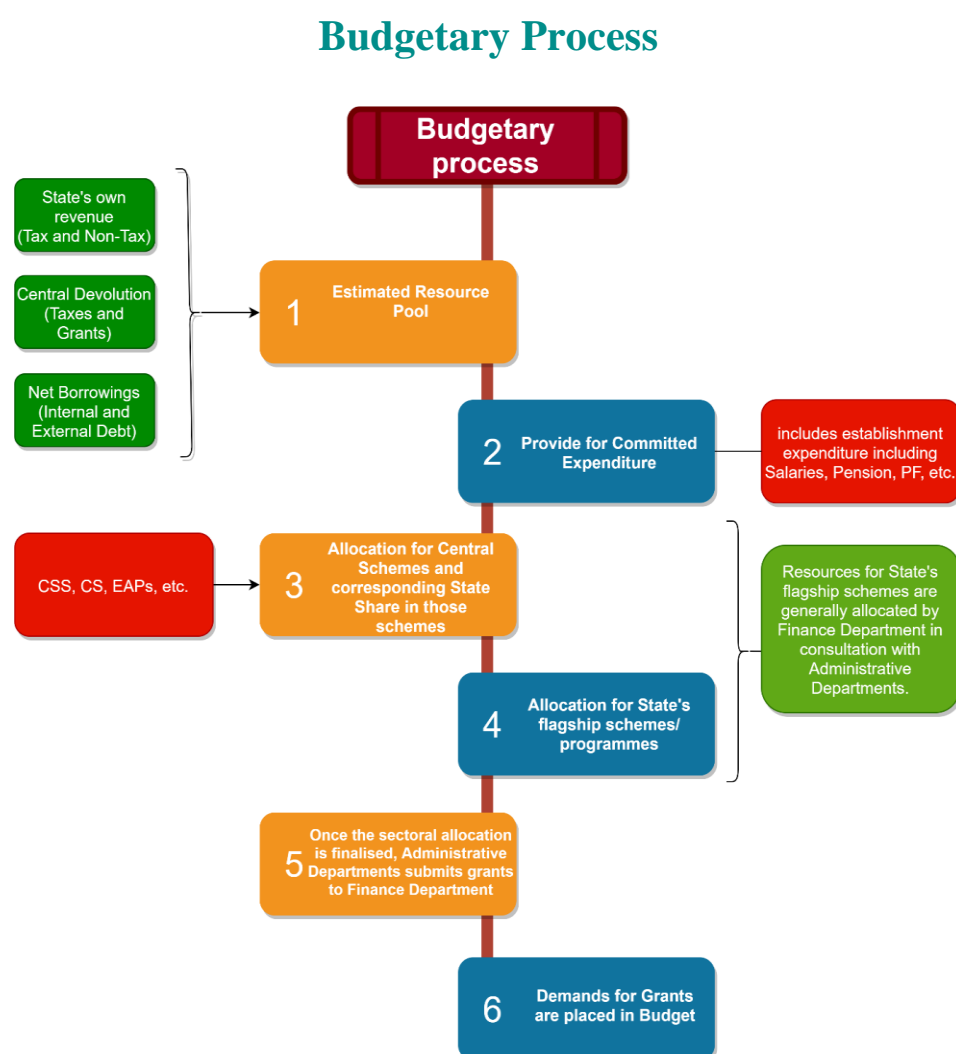 Budgetary Process
Budgetary
process
State's own
revenue
(Tax and Non-Tax)
Central Devolution
(Taxes and
Grants)
Net Borrowings
(Internal and
External Debt)
1
Estimated Resource
Pool
2
Provide for Committed
Expenditure
includes establishment
expenditure including
Salaries, Pension, PF, etc.
CSS, CS, EAPs, etc.
3
Allocation for Central
Schemes and
corresponding State
Share in those
schemes
Resources for State's
flagship schemes are
generally allocated by
Finance Department in
consultation with
Administrative
Departments.
4
Allocation for State's
flagship schemes/
programmes
5
Once the sectoral allocation
is finalised, Administrative
Departments submits grants
to Finance Department
6
Demands for Grants
are placed in Budget